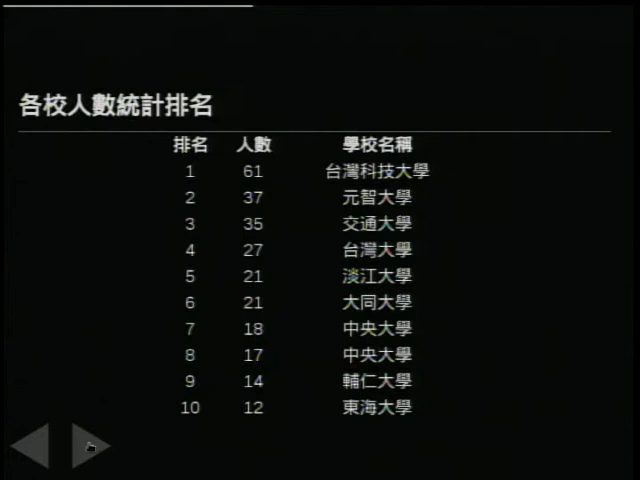 各校人數統計排名
排名 人數 學校名稱
1 61 台灣科技大學
2 37 元智大學
3 35 交通大學
4 27 台灣大學
5 21 淡江大學
6 21 大同大學
7 18 中央大學
8 17 中央大學
9 14 輔仁大學
10 12 東海大學